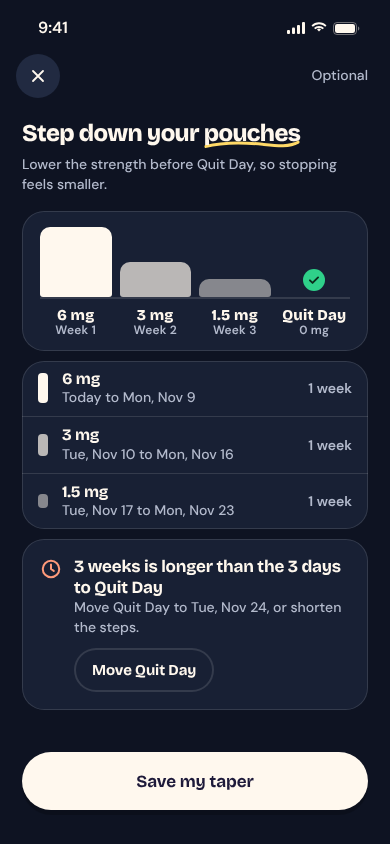 9:41
Optional
Step down your pouches
Lower the strength before Quit Day, so stopping
feels smaller.
6 mg
Week 1
3 mg
Week 2
1.5 mg
Week 3
Quit Day
0 mg
6 mg
Today to Mon, Nov 9
1 week
3 mg
Tue, Nov 10 to Mon, Nov 16
1 week
1.5 mg
Tue, Nov 17 to Mon, Nov 23
1 week
3 weeks is longer than the 3 days
to Quit Day
Move Quit Day to Tue, Nov 24, or shorten
the steps.
Move Quit Day
Save my taper